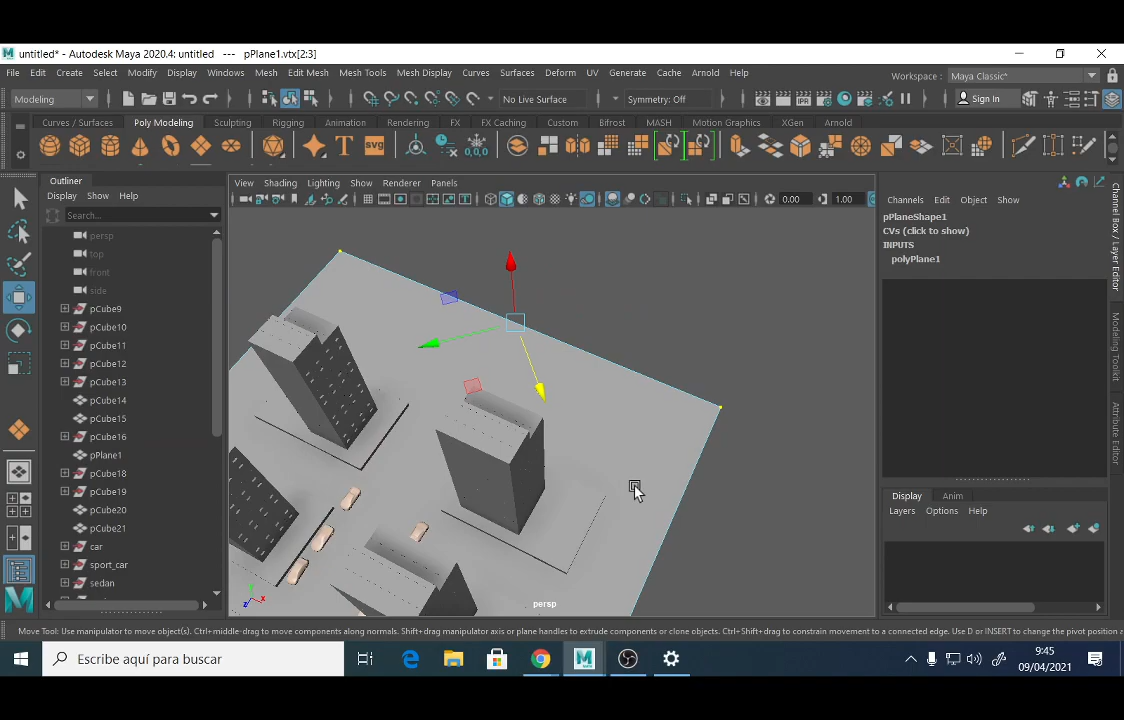 untitled* - Autodesk Maya 2020.4: untitled --- pPlane1.vtx[2:3]
File Edit Create Select Modify Display Windows Mesh Edit Mesh Mesh Tools Mesh Display Curves Surfaces Deform UV Generate Cache Arnold Help
Workspace : Maya Classic*
Modeling
No Live Surface
Symmetry: Off
Sign In
Curves / Surfaces Poly Modeling Sculpting Rigging Animation Rendering FX FX Caching Custom Bifrost MASH Motion Graphics XGen Arnold
T
SVG
0,0,0
Outliner
Display Show Help
Search...
persp
top
front
side
pCube9
pCube10
pCube11
pCube12
pCube13
pCube14
pCube15
pCube16
pPlane1
pCube18
pCube19
pCube20
pCube21
car
sport_car
sedan
View Shading Lighting Show Renderer Panels
0.00
1.00
y
z
x
persp
Channels Edit Object Show
pPlaneShape1
CVs (click to show)
INPUTS
polyPlane1
Display Anim
Layers Options Help
Channel Box / Layer Editor
Modeling Toolkit
Attribute Editor
Move Tool: Use manipulator to move object(s). Ctrl+middle-drag to move components along normals. Shift+drag manipulator axis or plane handles to extrude components or clone objects. Ctrl+Shift+drag to constrain movement to a connected edge. Use D or INSERT to change the pivot position a
Escribe aquí para buscar
9:45
09/04/2021